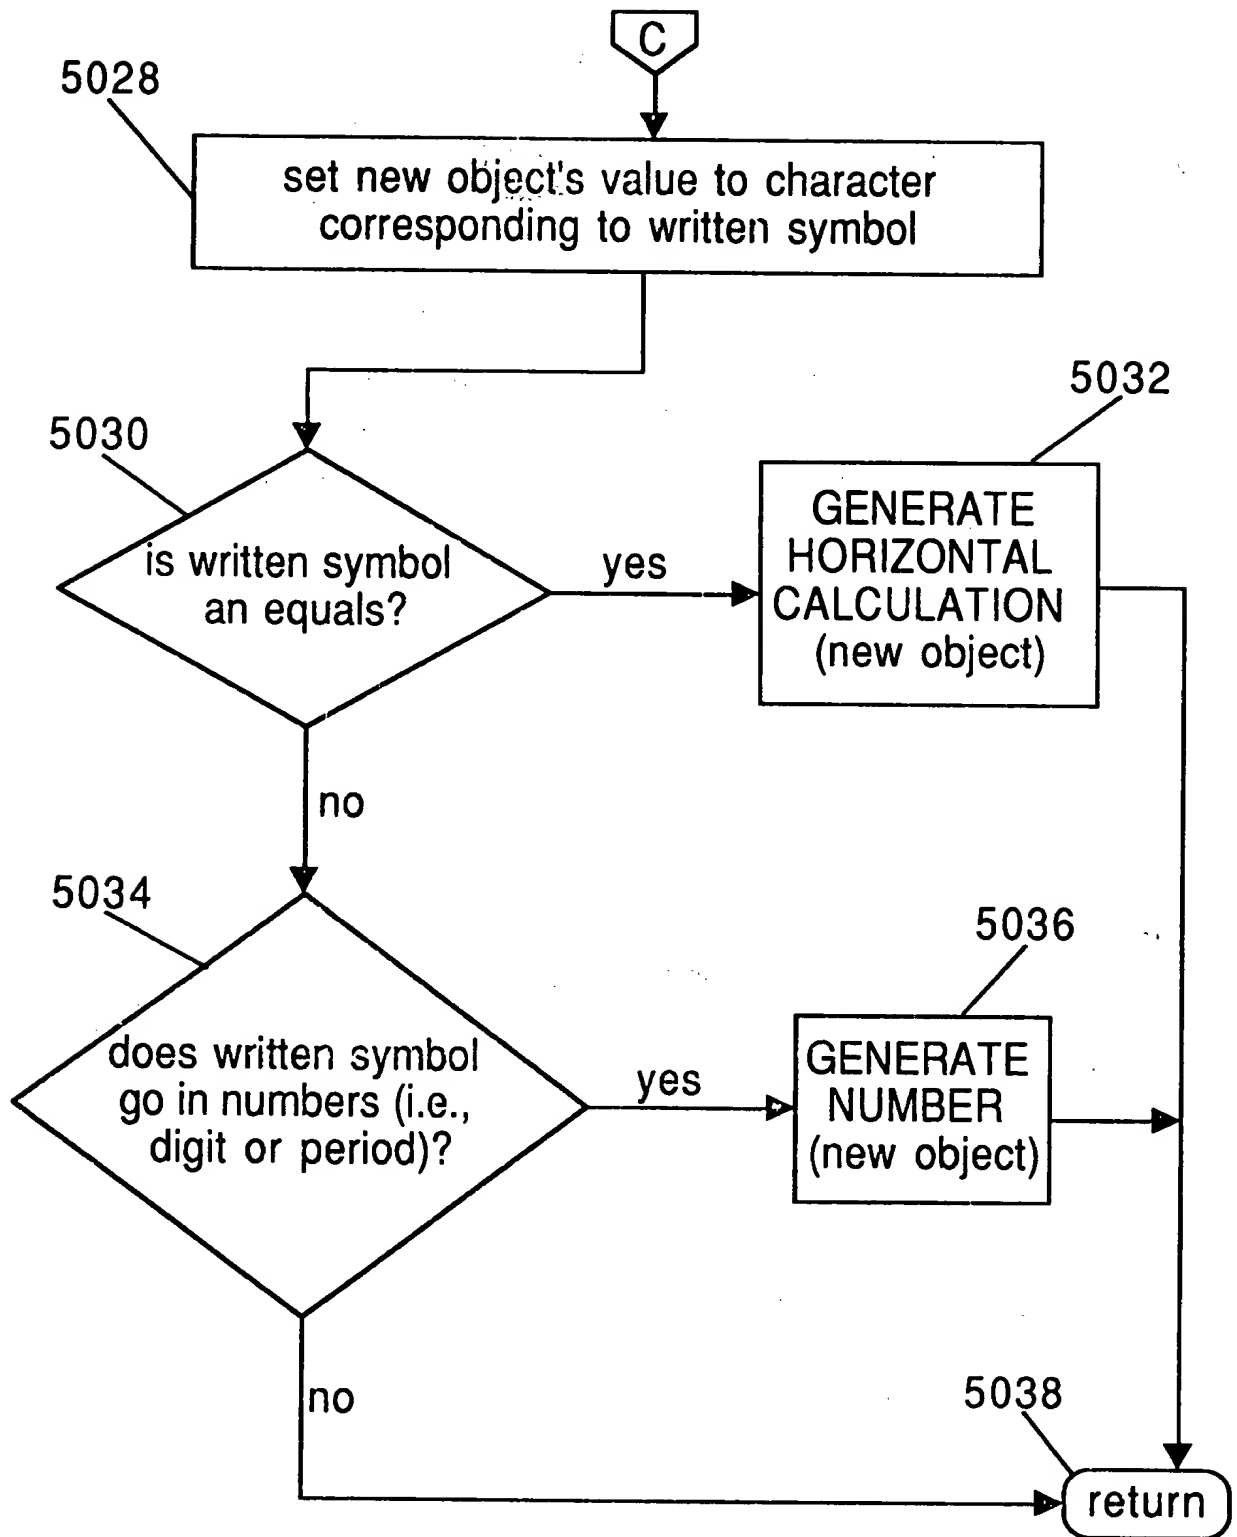 C
5028
set new object's value to character
corresponding to written symbol
5030
is written symbol
an equals?
yes
5032
GENERATE
HORIZONTAL
CALCULATION
(new object)
no
5034
does written symbol
go in numbers (i.e.,
digit or period)?
yes
5036
GENERATE
NUMBER
(new object)
no
5038
return